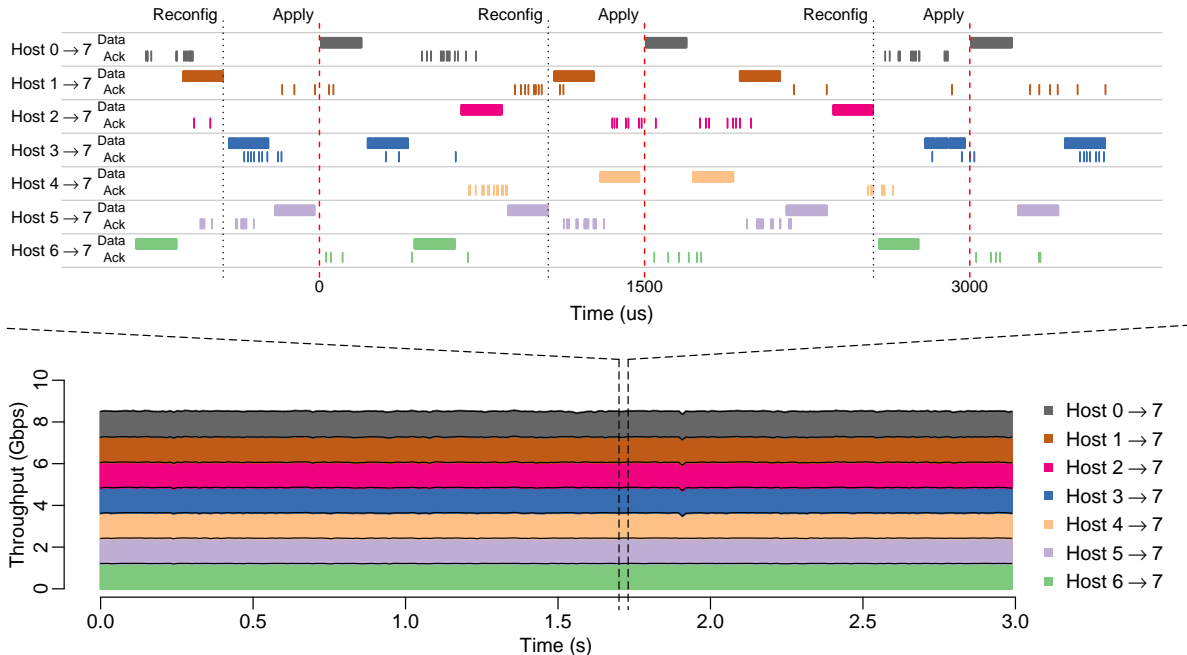 Reconfig Apply Reconfig Apply Reconfig Apply
Host 0 → 7 Data
Ack
Host 1 → 7 Data
Ack
Host 2 → 7 Data
Ack
Host 3 → 7 Data
Ack
Host 4 → 7 Data
Ack
Host 5 → 7 Data
Ack
Host 6 → 7 Data
Ack
0 1500 3000
Time (us)
Throughput (Gbps)
10
8
6
4
2
0
0.0 0.5 1.0 1.5 2.0 2.5 3.0
Time (s)
Host 0 → 7
Host 1 → 7
Host 2 → 7
Host 3 → 7
Host 4 → 7
Host 5 → 7
Host 6 → 7